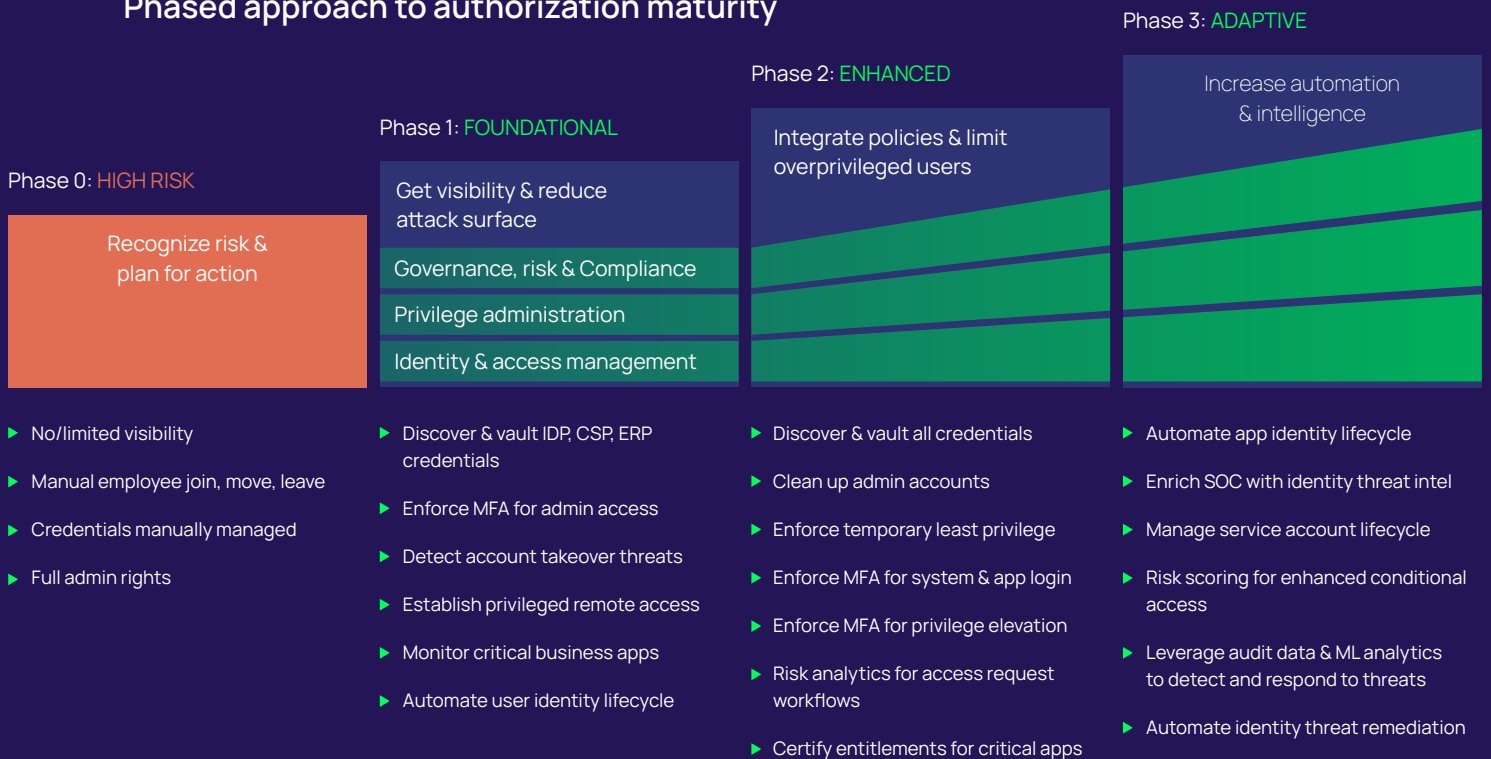 Phased approach to authorization maturity
Phase 0: HIGH RISK
Recognize risk &
plan for action
No/limited visibility
Manual employee join, move, leave
Credentials manually managed
Full admin rights
Phase 1: FOUNDATIONAL
Get visibility & reduce
attack surface
Governance, risk & Compliance
Privilege administration
Identity & access management
Discover & vault IDP, CSP, ERP
credentials
Enforce MFA for admin access
Detect account takeover threats
Establish privileged remote access
Monitor critical business apps
Automate user identity lifecycle
Phase 2: ENHANCED
Integrate policies & limit
overprivileged users
Discover & vault all credentials
Clean up admin accounts
Enforce temporary least privilege
Enforce MFA for system & app login
Enforce MFA for privilege elevation
Risk analytics for access request
workflows
Certify entitlements for critical apps
Phase 3: ADAPTIVE
Increase automation
& intelligence
Automate app identity lifecycle
Enrich SOC with identity threat intel
Manage service account lifecycle
Risk scoring for enhanced conditional
access
Leverage audit data & ML analytics
to detect and respond to threats
Automate identity threat remediation